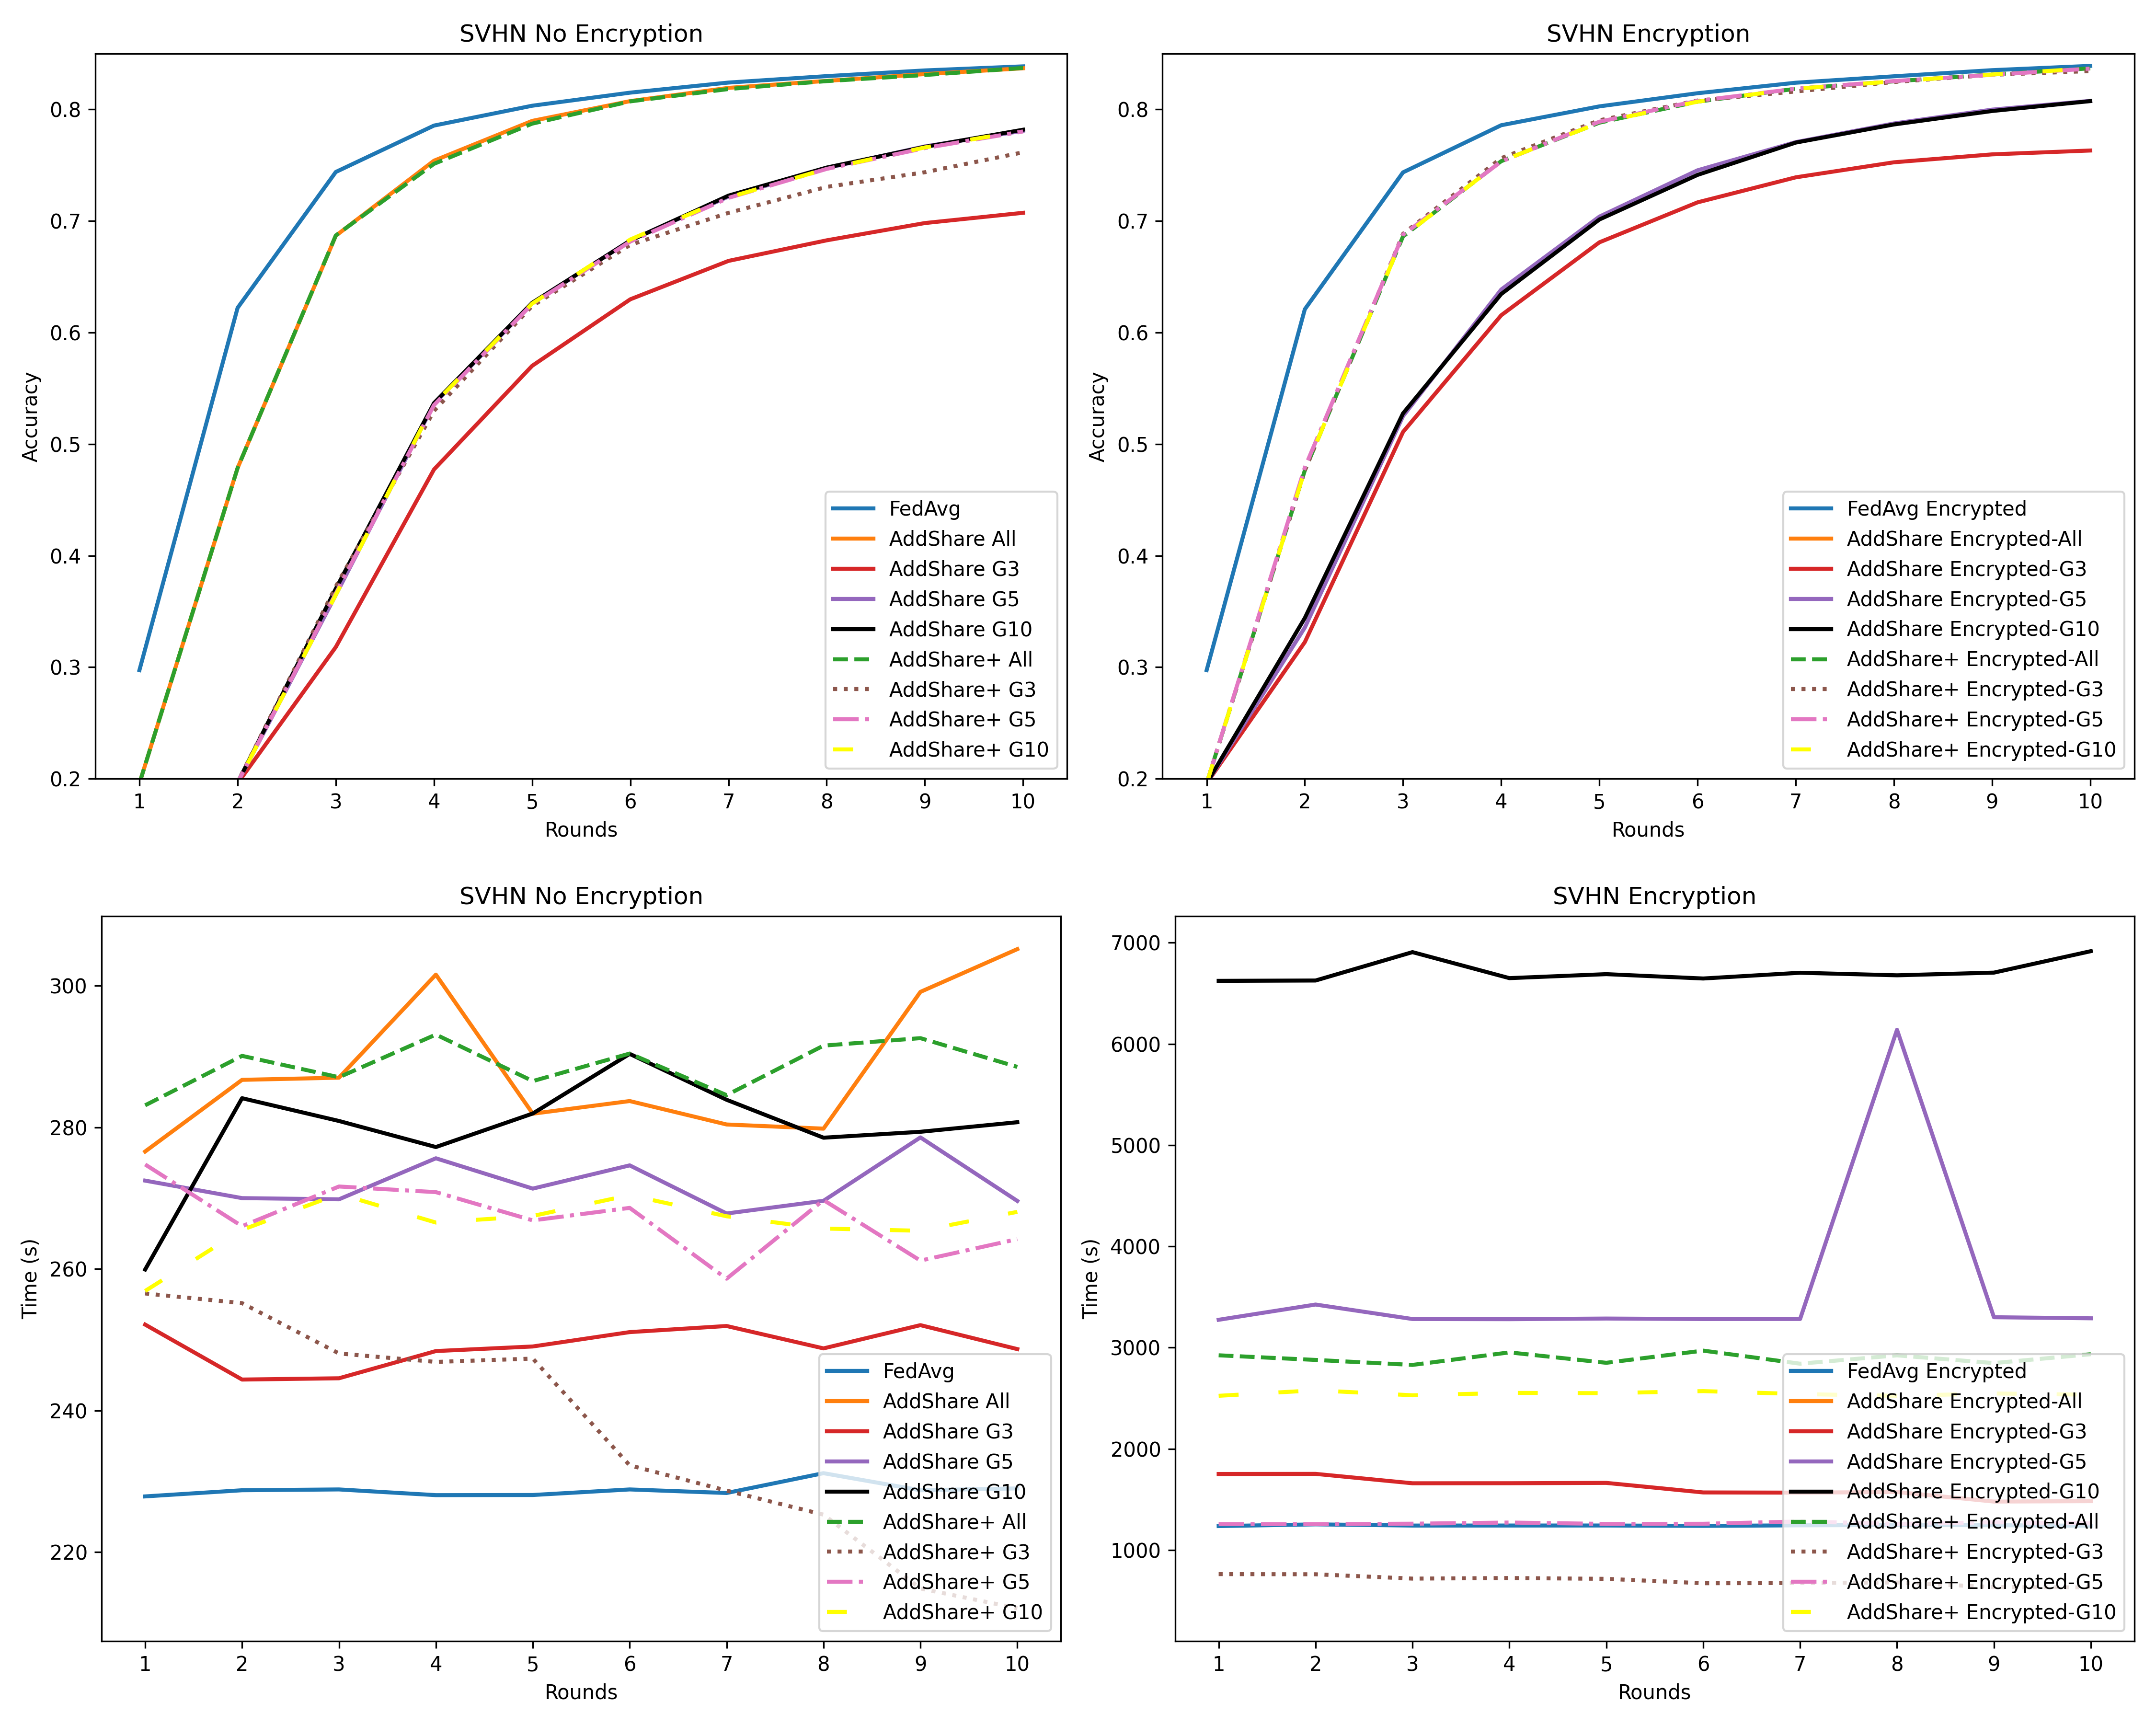 SVHN No Encryption
Accuracy
0.8
0.7
0.6
0.5
0.4
0.3
0.2
1 2 3 4 5 6 7 8 9 10
Rounds
FedAvg
AddShare All
AddShare G3
AddShare G5
AddShare G10
AddShare+ All
AddShare+ G3
AddShare+ G5
AddShare+ G10
SVHN Encryption
Accuracy
0.8
0.7
0.6
0.5
0.4
0.3
0.2
1 2 3 4 5 6 7 8 9 10
Rounds
FedAvg Encrypted
AddShare Encrypted-All
AddShare Encrypted-G3
AddShare Encrypted-G5
AddShare Encrypted-G10
AddShare+ Encrypted-All
AddShare+ Encrypted-G3
AddShare+ Encrypted-G5
AddShare+ Encrypted-G10
SVHN No Encryption
Time (s)
300
280
260
240
220
1 2 3 4 5 6 7 8 9 10
Rounds
FedAvg
AddShare All
AddShare G3
AddShare G5
AddShare G10
AddShare+ All
AddShare+ G3
AddShare+ G5
AddShare+ G10
SVHN Encryption
Time (s)
7000
6000
5000
4000
3000
2000
1000
1 2 3 4 5 6 7 8 9 10
Rounds
FedAvg Encrypted
AddShare Encrypted-All
AddShare Encrypted-G3
AddShare Encrypted-G5
AddShare Encrypted-G10
AddShare+ Encrypted-All
AddShare+ Encrypted-G3
AddShare+ Encrypted-G5
AddShare+ Encrypted-G10